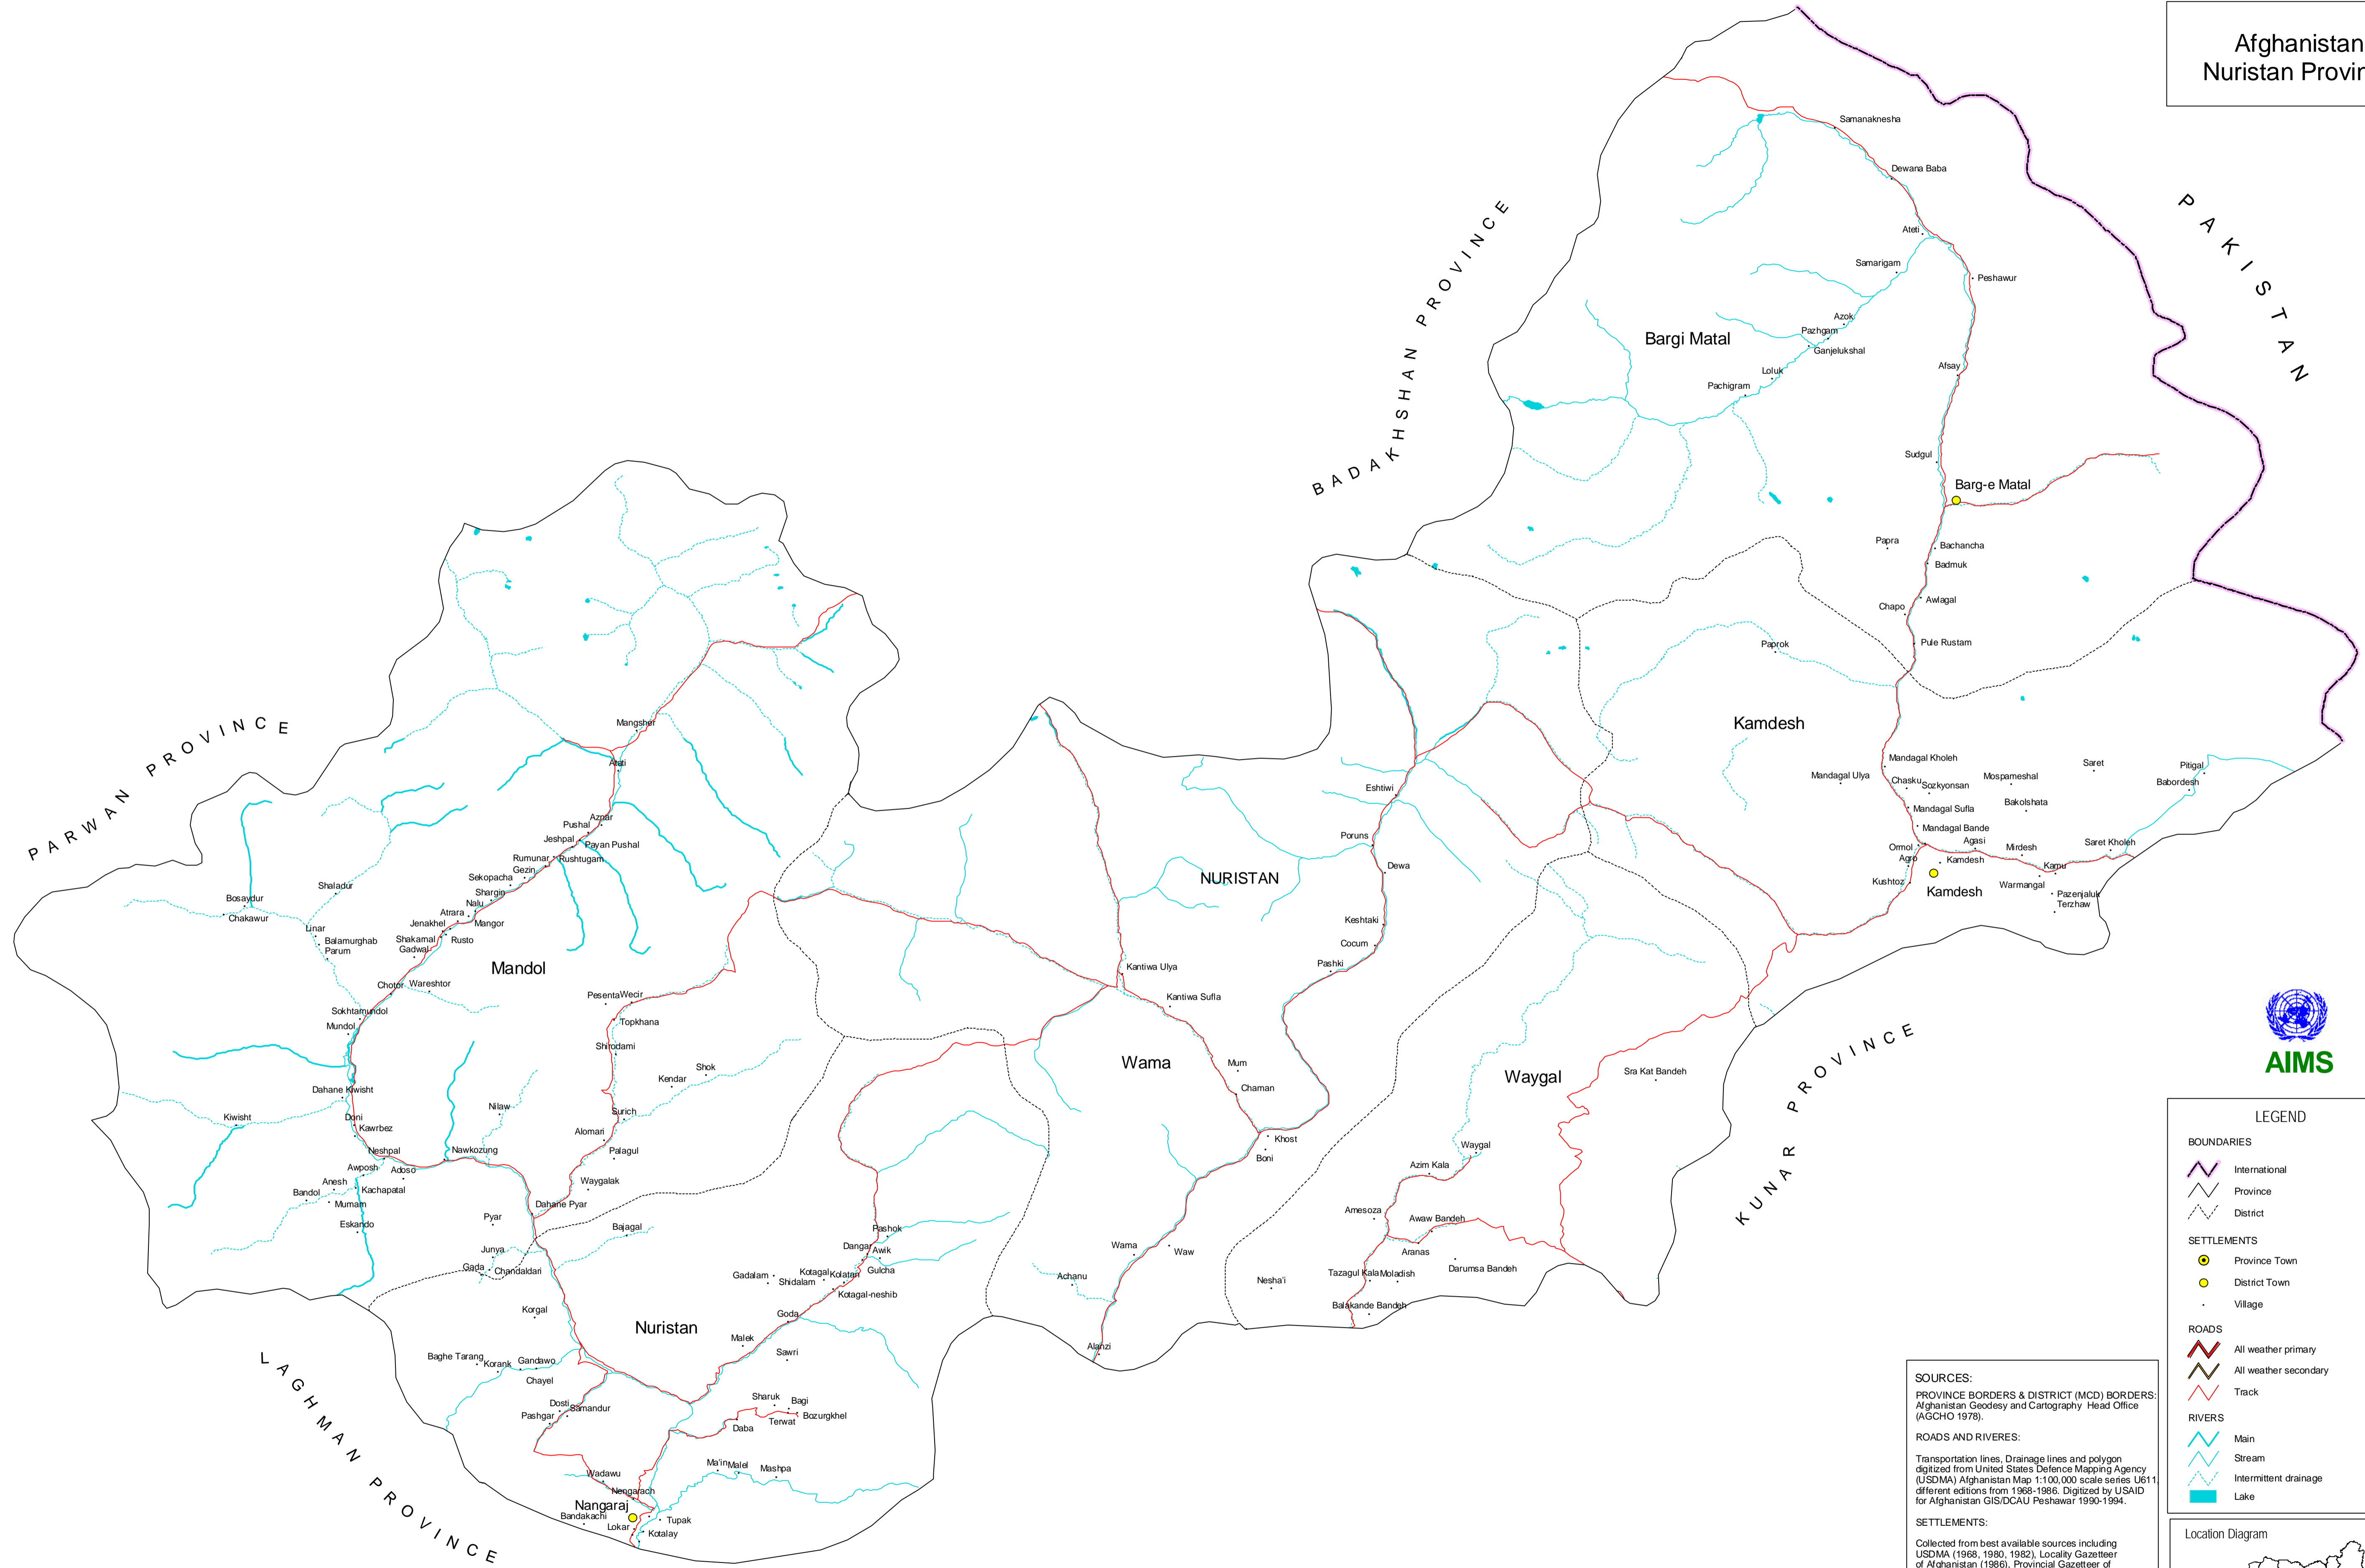 Afghanistan
Nuristan Provin
PAKISTAN
BADAKHSHAN PROVINCE
PARWAN PROVINCE
KUNAR PROVINCE
LAGHMAN PROVINCE
Samanaknesha
Dewana Baba
Ateti
Samarigam
Peshawur
Azok
Pazhgam
Bargi Matal
Ganjelukshal
Afsay
Loluk
Pachigram
Sudgul
Barg-e Matal
Papra
Bachancha
Badmuk
Awlagal
Chapo
Pule Rustam
Paprok
Kamdesh
Mandagal Kholeh
Saret
Pitigal
Mandagal Ulya
Chasku
Sozkyonsan
Mospameshal
Babordesh
Bakolshata
Mandagal Sufla
Mandagal Bande
Agasi
Ormol
Mirdesh
Saret Kholeh
Agro
Kamdesh
Kamu
Kushtoz
Warmangal
Kamdesh
Pazenjaluk
Terzhaw
Mangsher
Atati
Aznar
Pushal
Jeshpal
Payan Pushal
Rumunar
Rushtugam
Gezin
Sekopacha
Shargin
Nalu
Atrara
Mangor
Jenakhel
Shakamal
Rusto
Gadwal
Shaladur
Bosaydur
Chakawur
Linar
Balamurghab
Parum
Mandol
Chotor
Wareshtor
Sokhtamundol
Mundol
Pesenta
Wecir
Topkhana
Shirodami
Shok
Kendar
Dahane Kiwisht
Nilaw
Surich
Kiwisht
Doni
Kawrbez
Alomari
Neshpal
Nawkozung
Palagul
Awposh
Adoso
Anesh
Kachapatal
Bandol
Mumam
Waygalak
Eskando
Dahane Pyar
Pyar
Bajagal
Junya
Gada
Chandaldari
Eshtiwi
Poruns
NURISTAN
Dewa
Keshtaki
Cocum
Pashki
Kantiwa Ulya
Kantiwa Sufla
Wama
Mum
Chaman
Khost
Boni
Wama
Waw
Achanu
Alanzi
Waygal
Sra Kat Bandeh
Waygal
Azim Kala
Amesoza
Awaw Bandeh
Aranas
Darumsa Bandeh
Tazagul Kala
Moladish
Nesha'i
Balakande Bandeh
Pashok
Dangar
Awik
Gulcha
Gadalam
Shidalam
Kotagal
Kolatan
Kotagal-neshib
Korgal
Goda
Nuristan
Malek
Sawri
Baghe Tarang
Korank
Gandawo
Chayel
Sharuk
Bagi
Dosti
Samandur
Pashgar
Terwat
Bozurgkhel
Daba
Ma'in
Malel
Mashpa
Wadawu
Nengarach
Nangaraj
Bandakachi
Lokar
Tupak
Kotalay
AIMS
LEGEND
BOUNDARIES
International
Province
District
SETTLEMENTS
Province Town
District Town
Village
ROADS
All weather primary
All weather secondary
Track
RIVERS
Main
Stream
Intermittent drainage
Lake
Location Diagram
SOURCES:
PROVINCE BORDERS & DISTRICT (MCD) BORDERS:
Afghanistan Geodesy and Cartography Head Office
(AGCHO 1978).
ROADS AND RIVERES:
Transportation lines, Drainage lines and polygon
digitized from United States Defence Mapping Agency
(USDMA) Afghanistan Map 1:100,000 scale series U611,
different editions from 1968-1986. Digitized by USAID
for Afghanistan GIS/DCAU Peshawar 1990-1994.
SETTLEMENTS:
Collected from best available sources including
USDMA (1968, 1980, 1982), Locality Gazetteer
of Afghanistan (1986), Provincial Gazetteer of